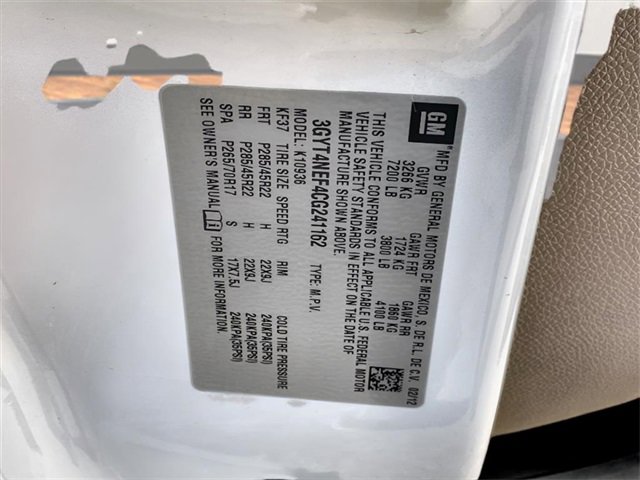 GM MFD BY GENERAL MOTORS DE MEXICO, S. DE R.L. DE C.V. 02/12
GVWR GAWR FRT GAWR RR
3266 KG 1724 KG 1860 KG
7200 LB 3800 LB 4100 LB
THIS VEHICLE CONFORMS TO ALL APPLICABLE U.S. FEDERAL MOTOR
VEHICLE SAFETY STANDARDS IN EFFECT ON THE DATE OF
MANUFACTURE SHOWN ABOVE.
3GYT4NEF4CG241162 TYPE: M.P.V.
MODEL: K10936
KF37 TIRE SIZE SPEED RTG RIM COLD TIRE PRESSURE
FRT P285/45R22 H 22X9J 240KPA(35PSI)
RR P285/45R22 H 22X9J 240KPA(35PSI)
SPA P265/70R17 S 17X7.5J 240KPA(35PSI)
SEE OWNER'S MANUAL FOR MORE INFORMATION.